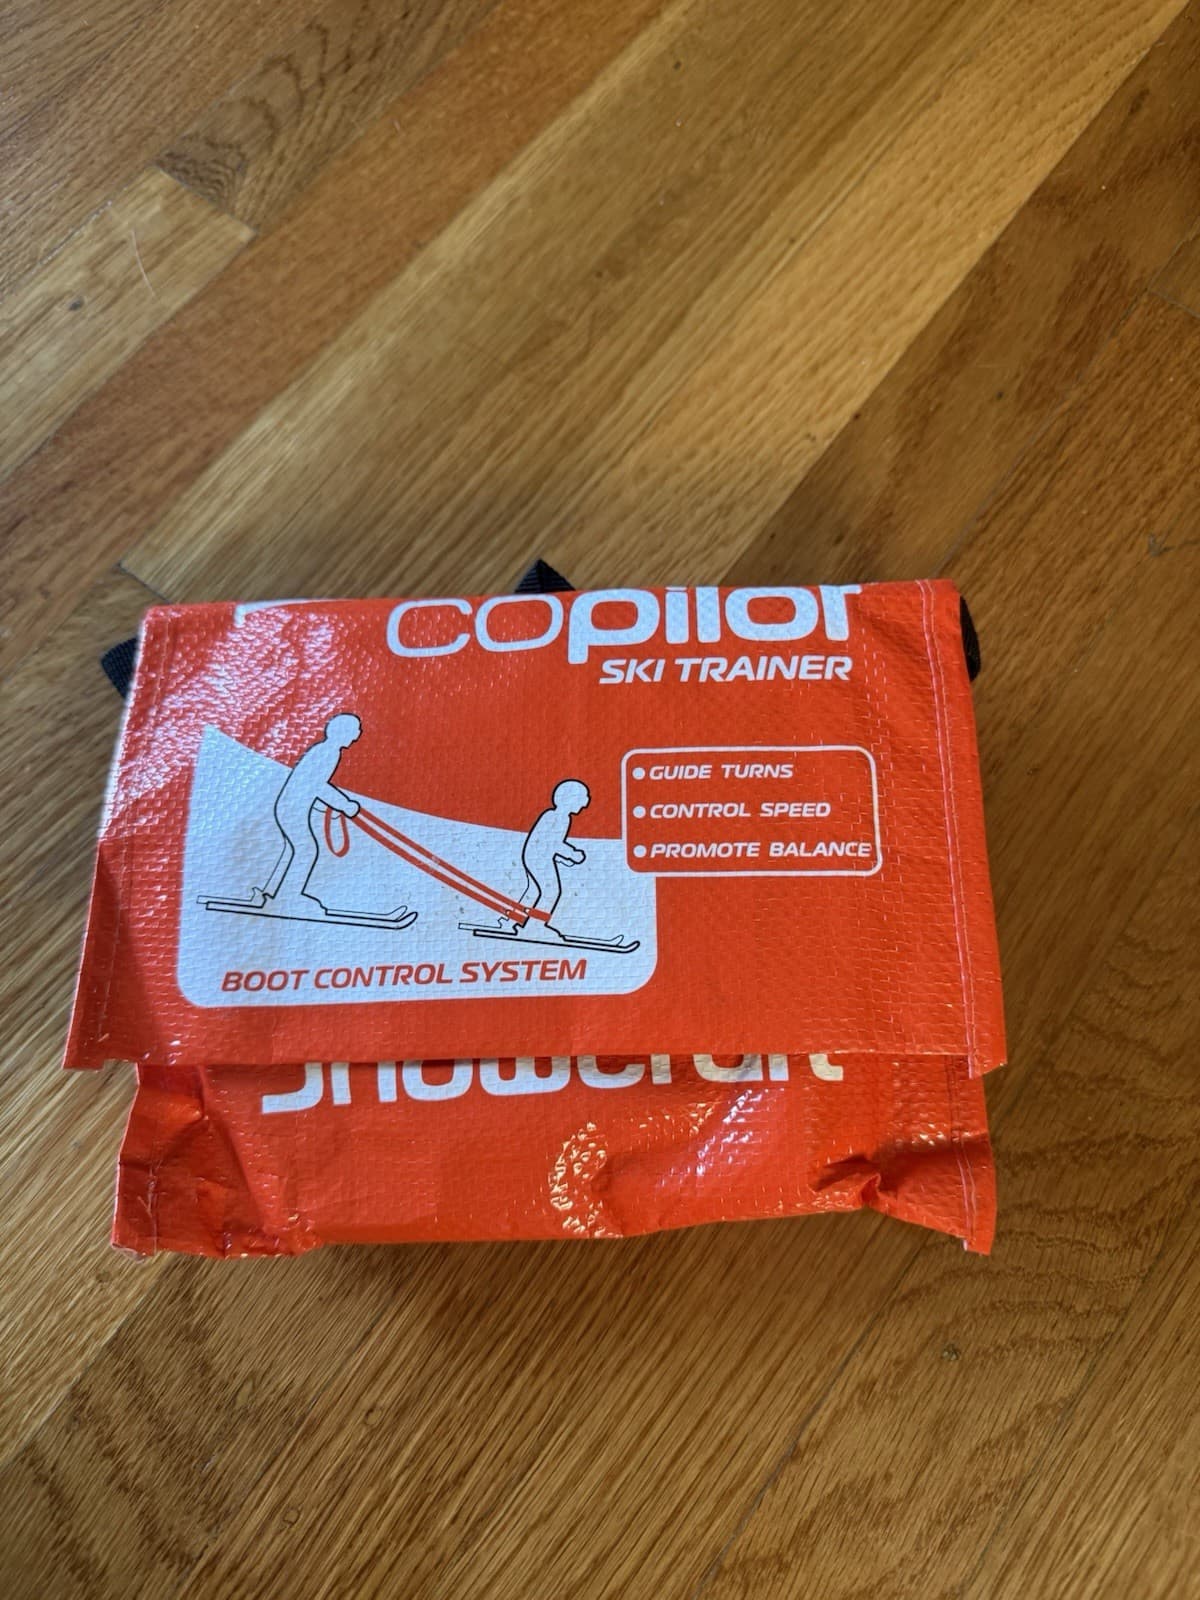 copilot
SKI TRAINER
GUIDE TURNS
CONTROL SPEED
PROMOTE BALANCE
BOOT CONTROL SYSTEM
snowcraft